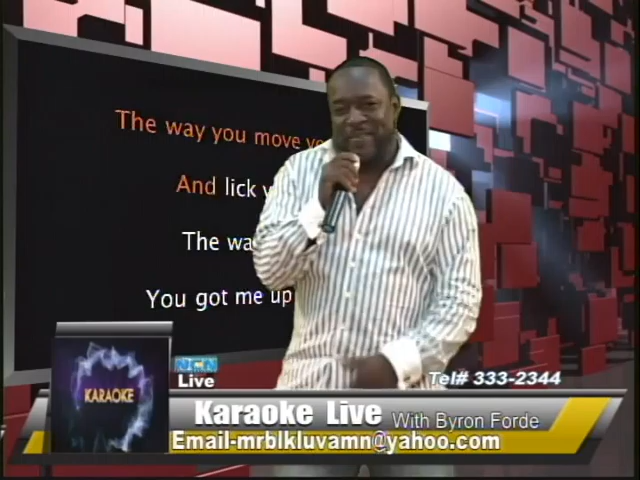 The way you move
And lick
The wa
You got me up
KARAOKE
NCN
Live
Tel# 333-2344
Karaoke Live With Byron Forde
Email-mrblkluvamn@yahoo.com